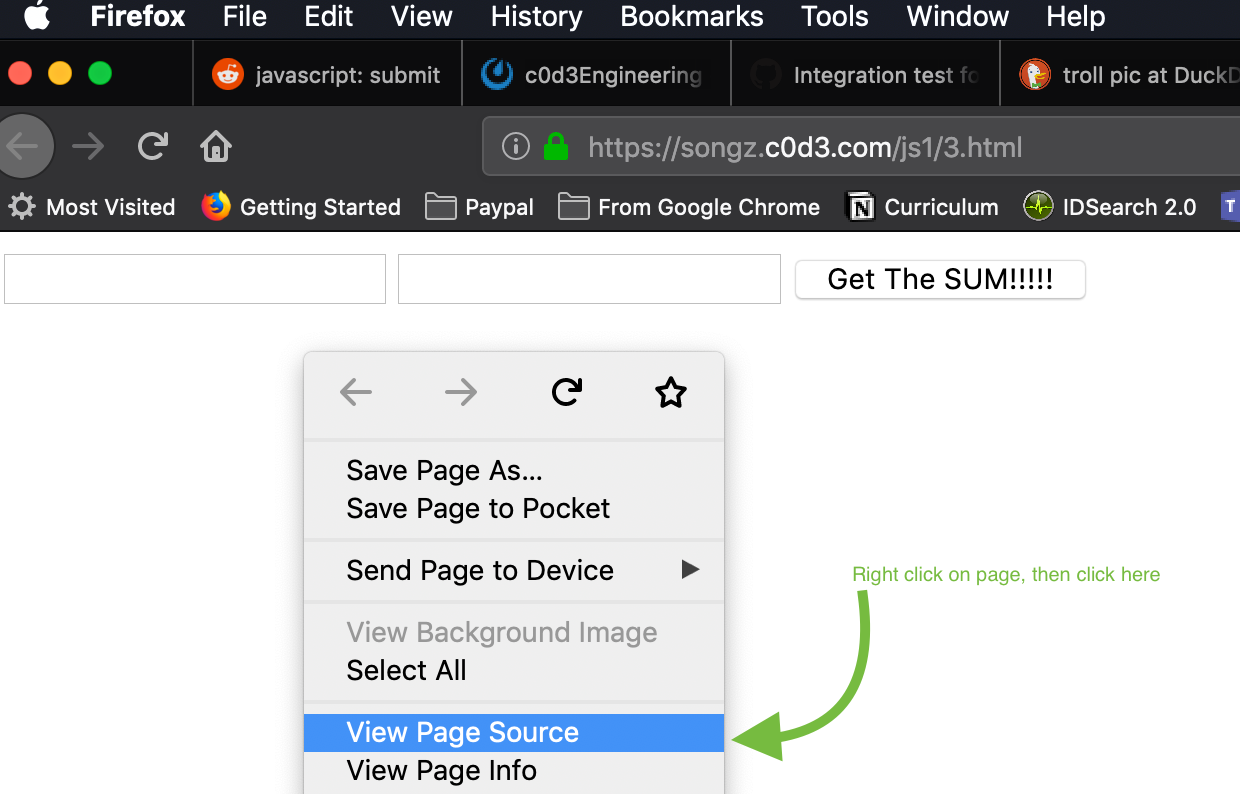 Firefox File Edit View History Bookmarks Tools Window Help
javascript: submit c0d3Engineering Integration test fo troll pic at DuckD
https://songz.c0d3.com/js1/3.html
Most Visited Getting Started Paypal From Google Chrome N Curriculum IDSearch 2.0 T
Get The SUM!!!!!
Save Page As...
Save Page to Pocket
Send Page to Device
Right click on page, then click here
View Background Image
Select All
View Page Source
View Page Info